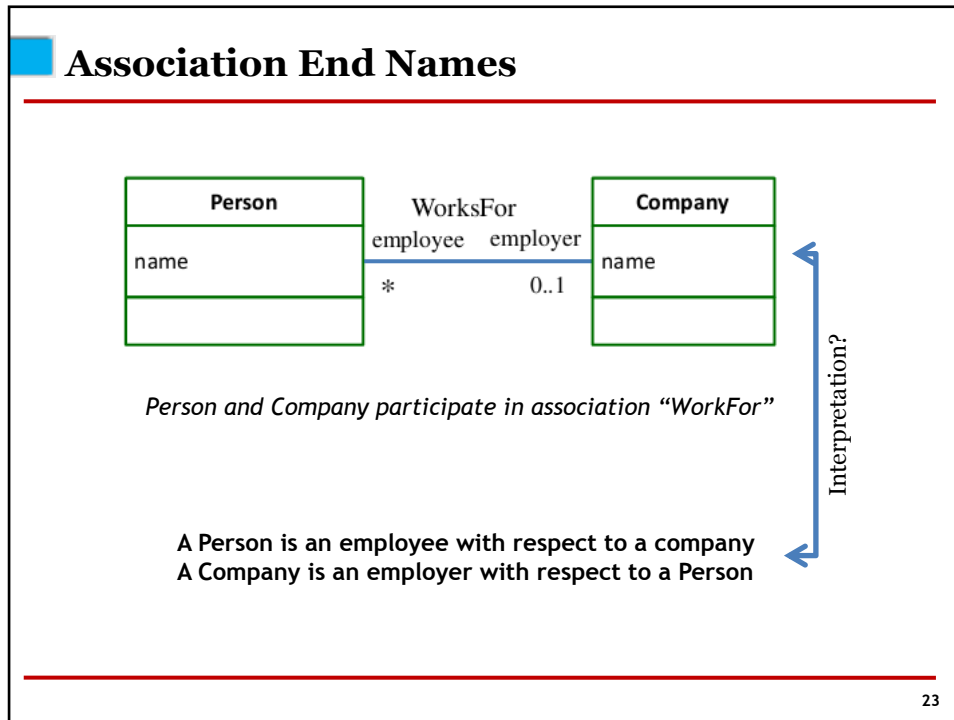 Association End Names
Person
WorksFor
Company
employee employer
name
name
* 0..1
Interpretation?
Person and Company participate in association “WorkFor”
A Person is an employee with respect to a company
A Company is an employer with respect to a Person
23